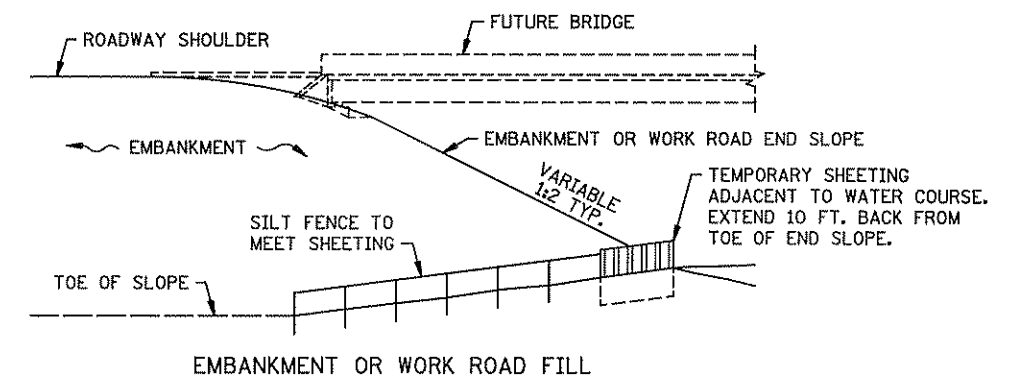 FUTURE BRIDGE
ROADWAY SHOULDER
EMBANKMENT
EMBANKMENT OR WORK ROAD END SLOPE
VARIABLE
1:2 TYP.
TEMPORARY SHEETING
ADJACENT TO WATER COURSE.
EXTEND 10 FT. BACK FROM
TOE OF END SLOPE.
SILT FENCE TO
MEET SHEETING
TOE OF SLOPE
EMBANKMENT OR WORK ROAD FILL